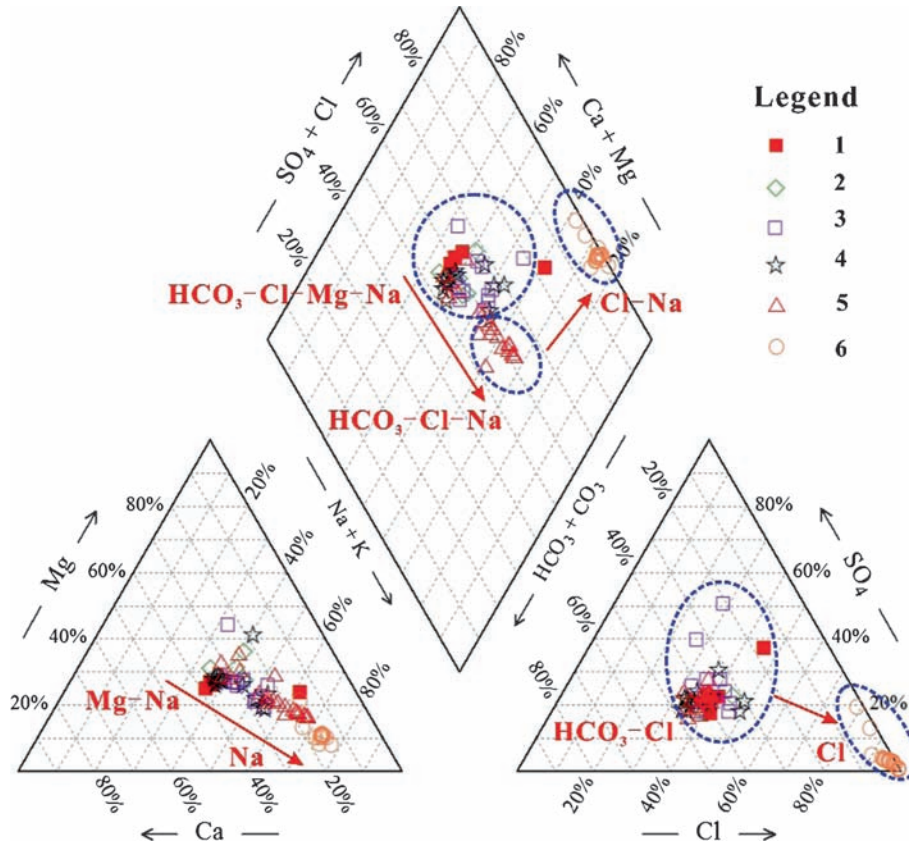 80%
80%
60%
60%
40%
40%
20%
20%
SO₄ + Cl
Ca + Mg
Legend
1
2
3
4
5
6
HCO₃-Cl-Mg-Na
Cl-Na
HCO₃-Cl-Na
Na + K
HCO₃ + CO₃
Mg
80%
60%
40%
20%
20%
40%
60%
80%
Mg-Na
Na
80%
60%
40%
20%
Ca
20%
40%
60%
80%
SO₄
80%
60%
40%
20%
HCO₃-Cl
Cl
20%
40%
60%
80%
Cl